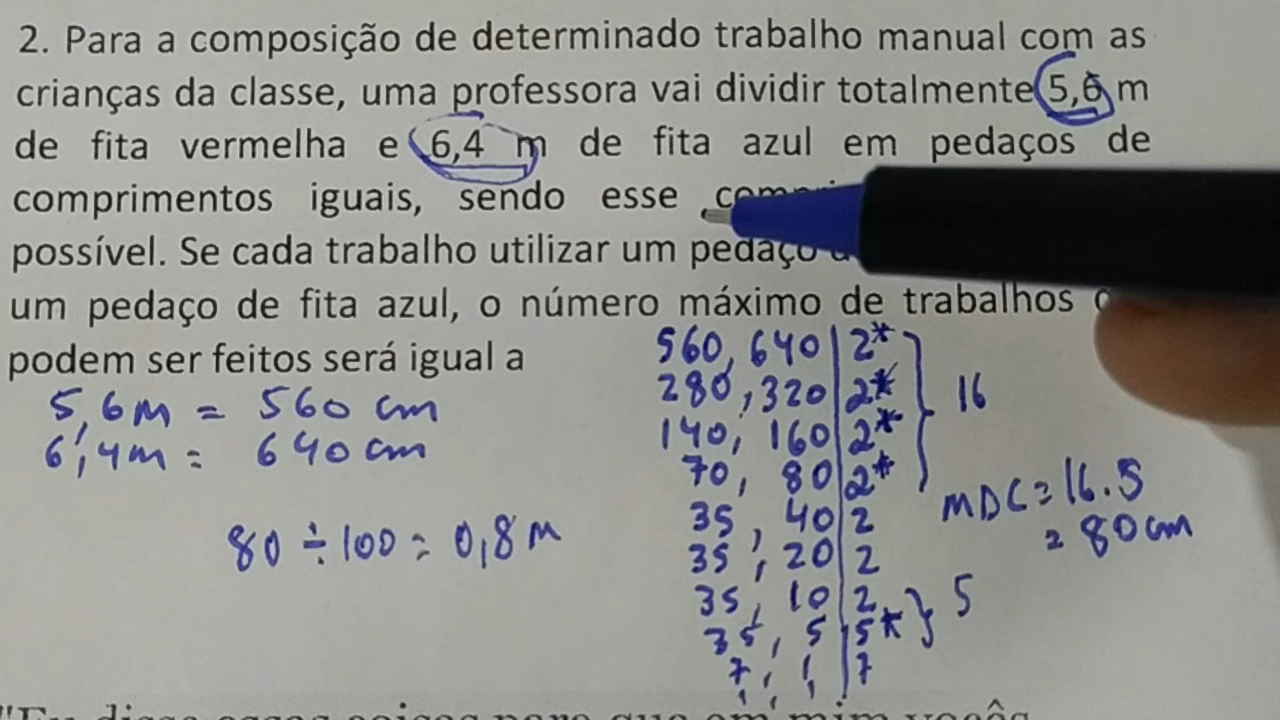 2. Para a composição de determinado trabalho manual com as
crianças da classe, uma professora vai dividir totalmente 5,6 m
de fita vermelha e 6,4 m de fita azul em pedaços de
comprimentos iguais, sendo esse
possível. Se cada trabalho utilizar um pedaço
um pedaço de fita azul, o número máximo de trabalhos
podem ser feitos será igual a
5,6m = 560 cm
6,4m = 640 cm
80 ÷ 100 = 0,8 m
560, 640 | 2*
280, 320 | 2*
140, 160 | 2*
70, 80 | 2*
35, 40 | 2
35, 20 | 2
35, 10 | 2
35, 5 | 5*
7, 1 | 7
1, 1
16
5
MDC = 16.5
= 80 cm